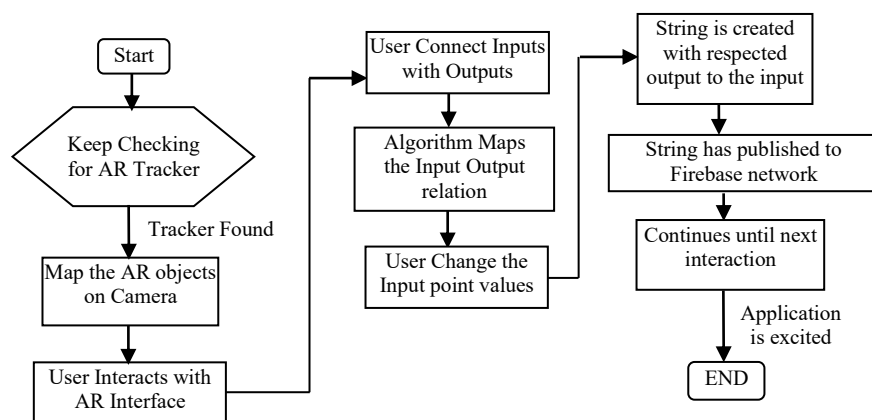 Start
Keep Checking
for AR Tracker
Tracker Found
Map the AR objects
on Camera
User Interacts with
AR Interface
User Connect Inputs
with Outputs
Algorithm Maps
the Input Output
relation
User Change the
Input point values
String is created
with respected
output to the input
String has published to
Firebase network
Continues until next
interaction
Application
is excited
END